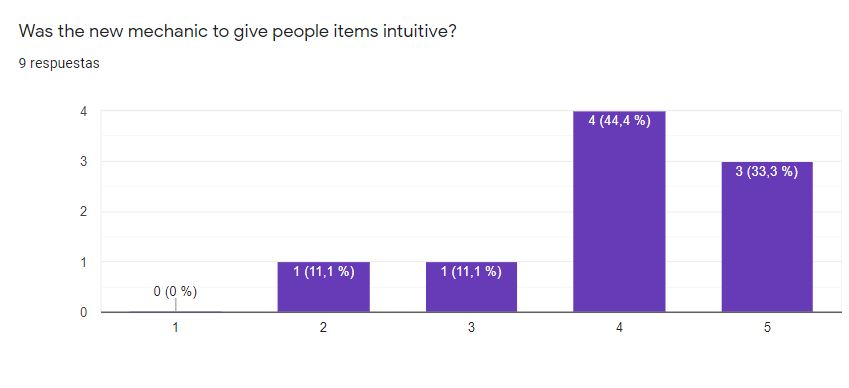 Was the new mechanic to give people items intuitive?
9 respuestas
4
3
2
1
0
0 (0 %)
1 (11,1 %)
1 (11,1 %)
4 (44,4 %)
3 (33,3 %)
1 2 3 4 5